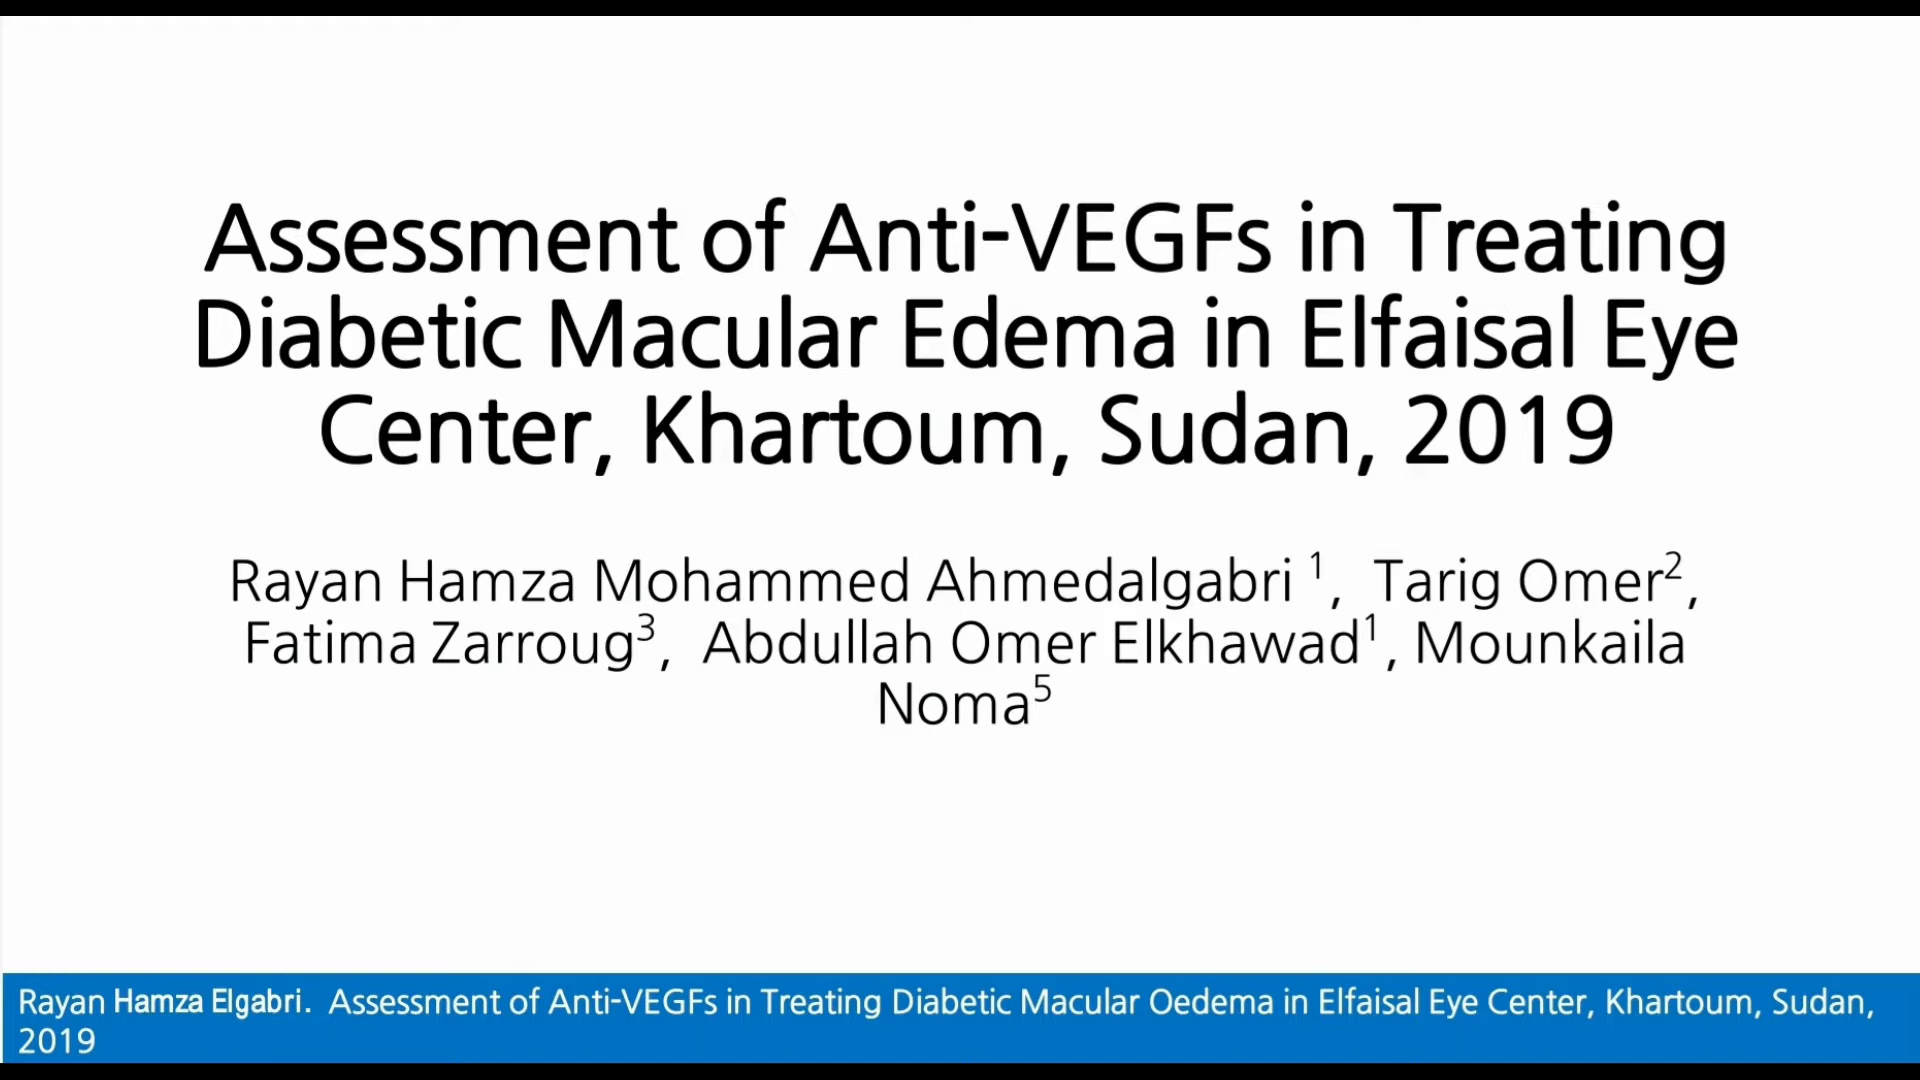 Assessment of Anti-VEGFs in Treating
Diabetic Macular Edema in Elfaisal Eye
Center, Khartoum, Sudan, 2019
Rayan Hamza Mohammed Ahmedalgabri ¹, Tarig Omer²,
Fatima Zarroug³, Abdullah Omer Elkhawad¹, Mounkaila
Noma⁵
Rayan Hamza Elgabri. Assessment of Anti-VEGFs in Treating Diabetic Macular Oedema in Elfaisal Eye Center, Khartoum, Sudan,
2019